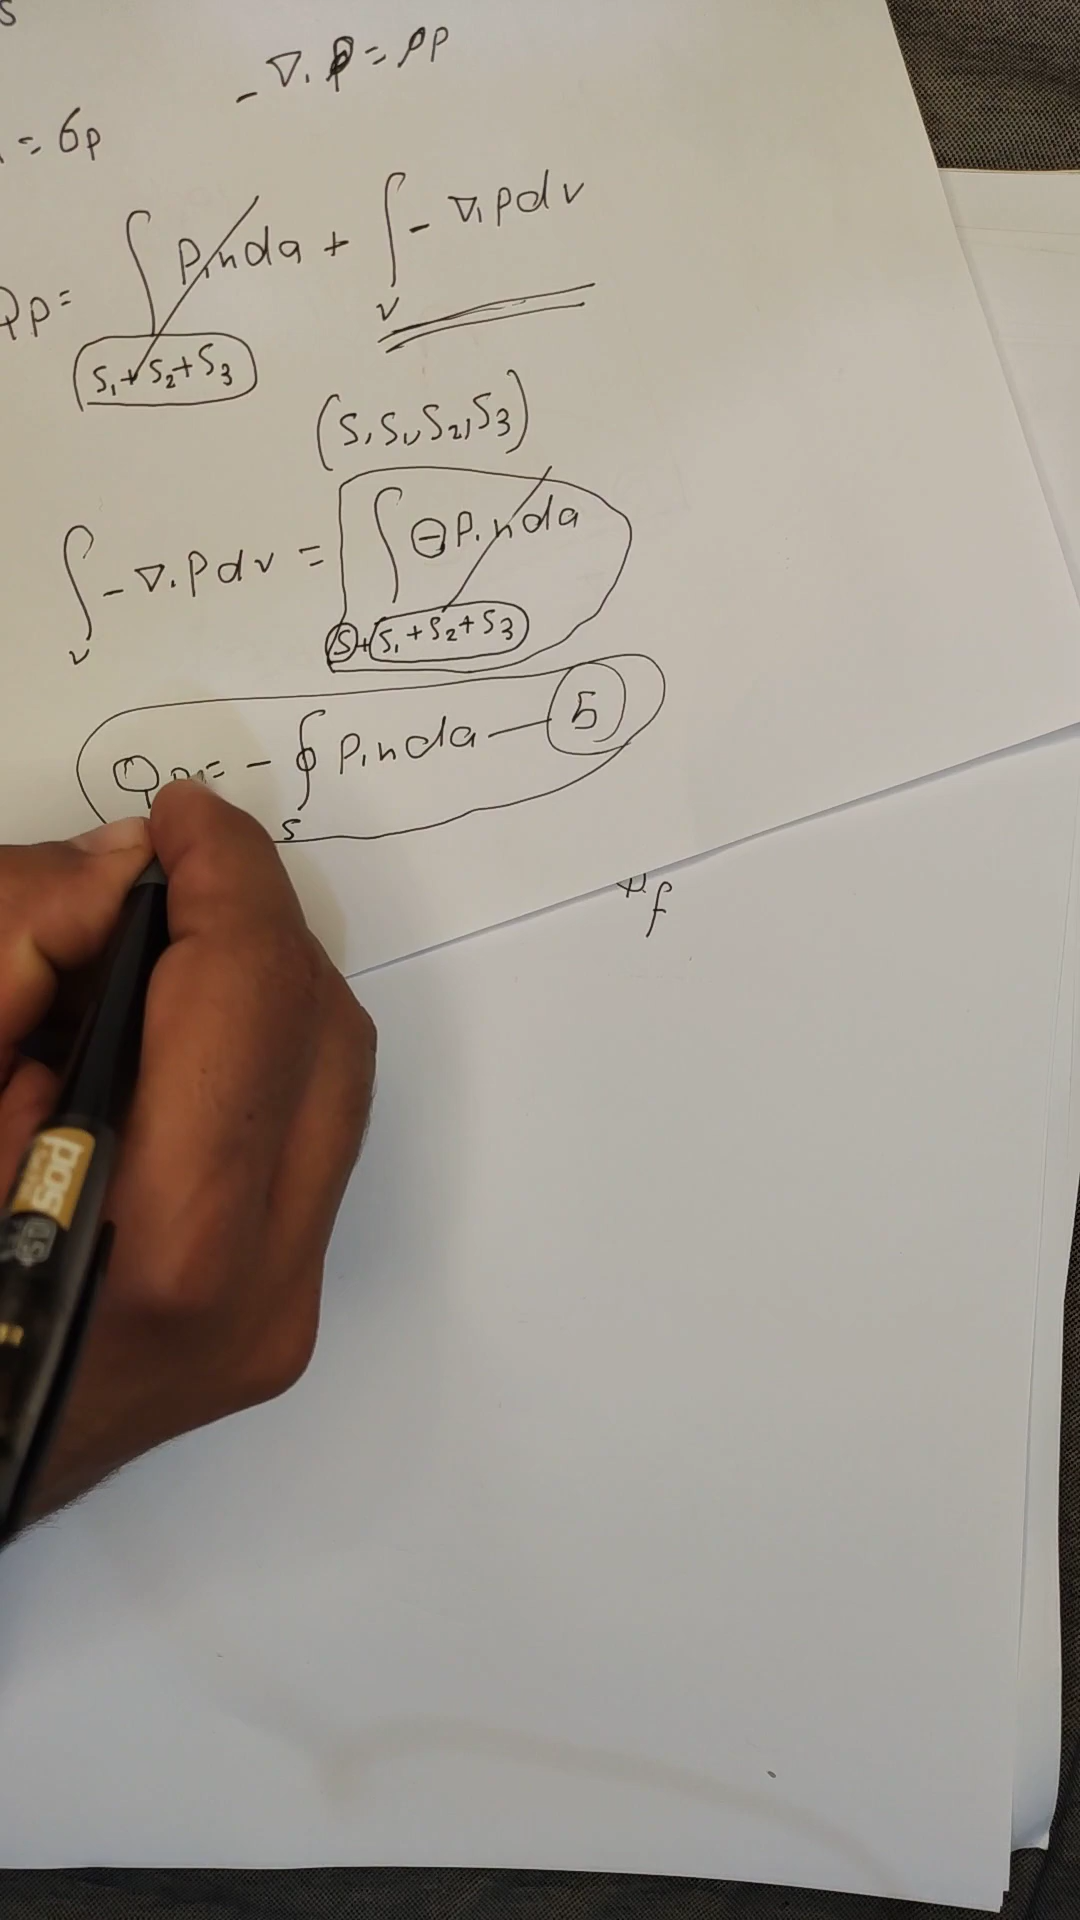 - ∇. P = ρp
= σp
Qp = ∫ P.n da + ∫ - ∇. P dv
S₁ + S₂ + S₃
v
(S, S₁, S₂, S₃)
∫ - ∇. P dv = ∫ - P. n da
v
S + S₁ + S₂ + S₃
Qp = - ∮ P. n da — 5
s
f
pos